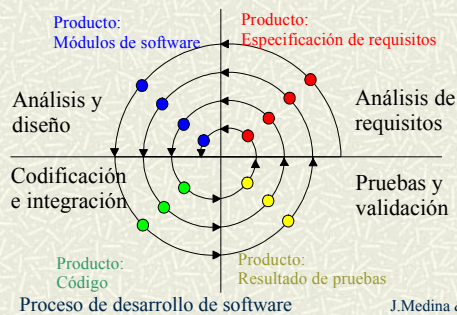 Producto:
Módulos de software
Producto:
Especificación de requisitos
Análisis y
diseño
Análisis de
requisitos
Codificación
e integración
Pruebas y
validación
Producto:
Código
Producto:
Resultado de pruebas
Proceso de desarrollo de software
J.Medina &